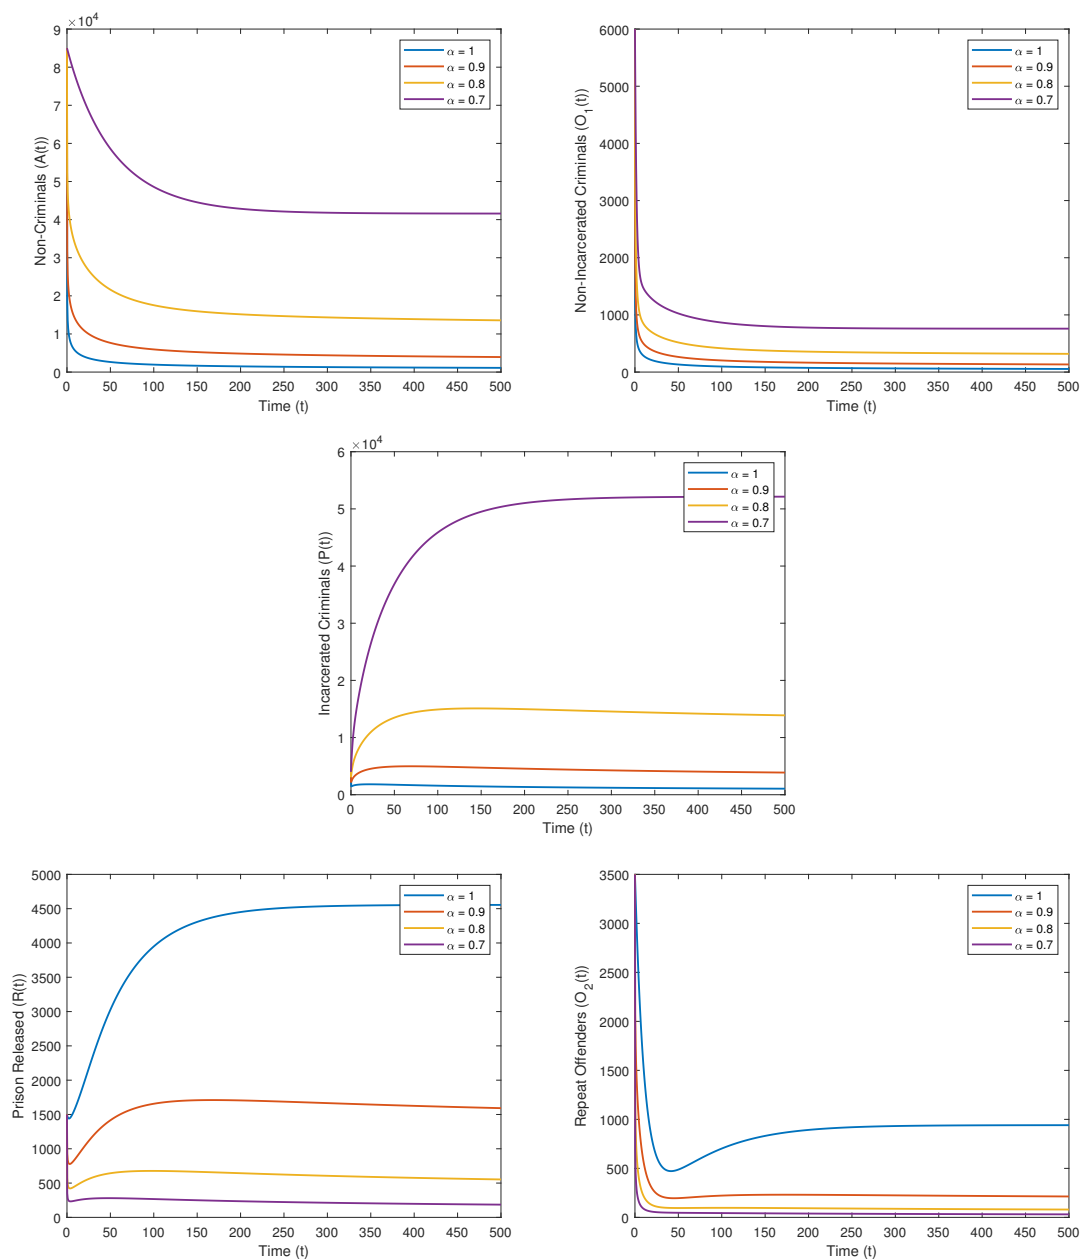 ×10⁴
9
8
7
6
5
4
3
2
1
0
Non-Criminals (A(t))
α = 1
α = 0.9
α = 0.8
α = 0.7
0 50 100 150 200 250 300 350 400 450 500
Time (t)
6000
5000
4000
3000
2000
1000
0
Non-Incarcerated Criminals (O₁(t))
α = 1
α = 0.9
α = 0.8
α = 0.7
0 50 100 150 200 250 300 350 400 450 500
Time (t)
×10⁴
6
5
4
3
2
1
0
Incarcerated Criminals (P(t))
α = 1
α = 0.9
α = 0.8
α = 0.7
0 50 100 150 200 250 300 350 400 450 500
Time (t)
5000
4500
4000
3500
3000
2500
2000
1500
1000
500
0
Prison Released (R(t))
α = 1
α = 0.9
α = 0.8
α = 0.7
0 50 100 150 200 250 300 350 400 450 500
Time (t)
3500
3000
2500
2000
1500
1000
500
0
Repeat Offenders (O₂(t))
α = 1
α = 0.9
α = 0.8
α = 0.7
0 50 100 150 200 250 300 350 400 450 500
Time (t)